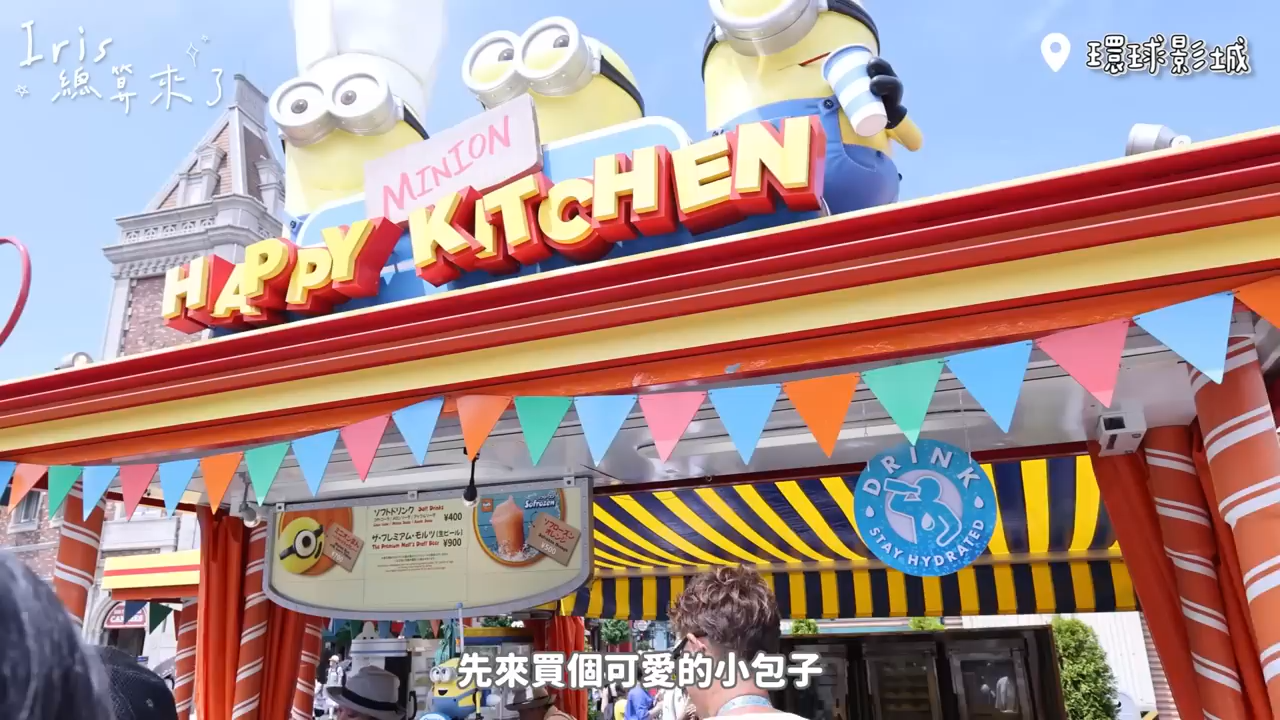 Iris
總算來了
環球影城
MINION
HAPPY KITCHEN
ソフトドリンク Soft Drinks
¥400
ザ・プレミアム・モルツ(生ビール)
The Premium Malt's Draft Beer
¥900
DRINK
STAY HYDRATED
先來買個可愛的小包子